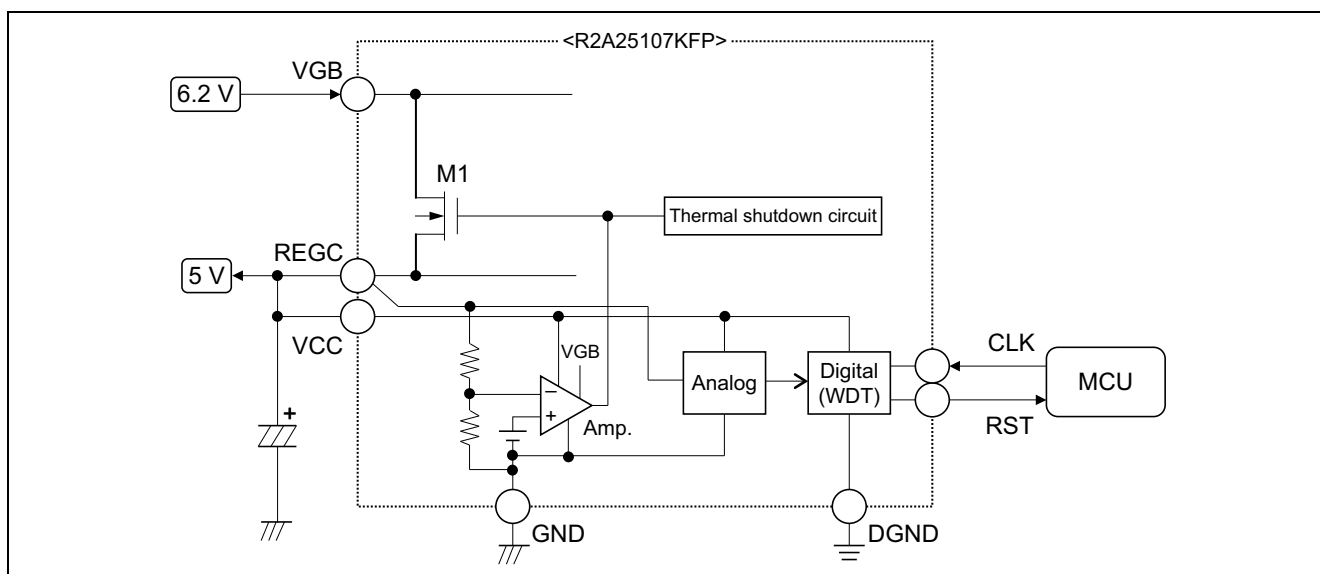 <R2A25107KFP>
VGB
6.2 V
M1
Thermal shutdown circuit
REGC
5 V
VCC
VGB
CLK
Analog
Digital
(WDT)
MCU
+
−
+
Amp.
RST
GND
DGND